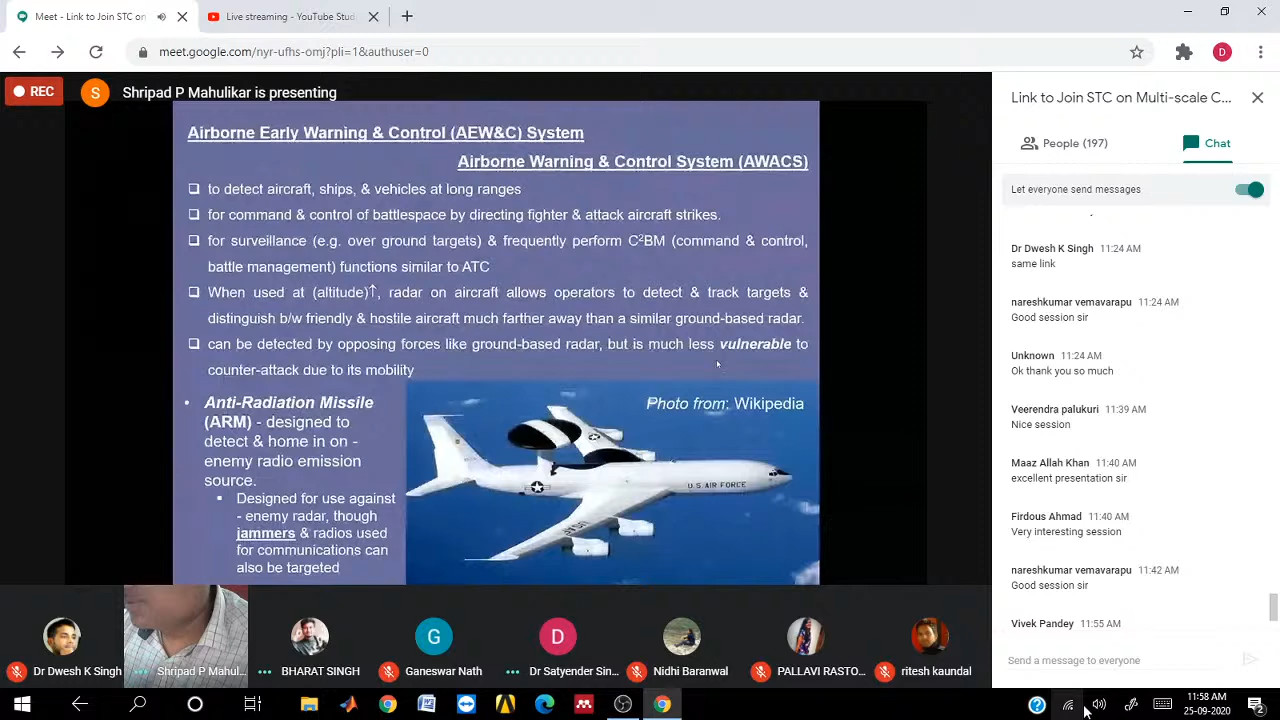 Meet - Link to Join STC on
Live streaming - YouTube Stud
meet.google.com/nyr-ufhs-omj?pli=1&authuser=0
D
REC
S
Shripad P Mahulikar is presenting
Airborne Early Warning & Control (AEW&C) System
Airborne Warning & Control System (AWACS)
❑ to detect aircraft, ships, & vehicles at long ranges
❑ for command & control of battlespace by directing fighter & attack aircraft strikes.
❑ for surveillance (e.g. over ground targets) & frequently perform C²BM (command & control,
battle management) functions similar to ATC
❑ When used at (altitude)↑, radar on aircraft allows operators to detect & track targets &
distinguish b/w friendly & hostile aircraft much farther away than a similar ground-based radar.
❑ can be detected by opposing forces like ground-based radar, but is much less vulnerable to
counter-attack due to its mobility
• Anti-Radiation Missile
(ARM) - designed to
detect & home in on -
enemy radio emission
source.
▪ Designed for use against
- enemy radar, though
jammers & radios used
for communications can
also be targeted
Photo from: Wikipedia
U.S. AIR FORCE
Link to Join STC on Multi-scale C...
People (197)
Chat
Let everyone send messages
Dr Dwesh K Singh 11:24 AM
same link
nareshkumar vemavarapu 11:24 AM
Good session sir
Unknown 11:24 AM
Ok thank you so much
Veerendra palukuri 11:39 AM
Nice session
Maaz Allah Khan 11:40 AM
excellent presentation sir
Firdous Ahmad 11:40 AM
Very interesting session
nareshkumar vemavarapu 11:42 AM
Good session sir
Vivek Pandey 11:55 AM
Send a message to everyone
G
D
Dr Dwesh K Singh
Shripad P Mahul...
BHARAT SINGH
Ganeswar Nath
Dr Satyender Sin...
Nidhi Baranwal
PALLAVI RASTO...
ritesh kaundal
11:58 AM
25-09-2020
2